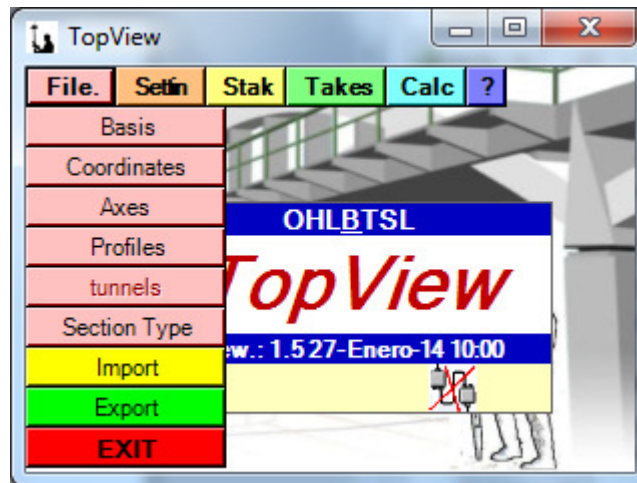 TopView
File. Settin Stak Takes Calc ?
Basis
Coordinates
Axes
Profiles
tunnels
Section Type
Import
Export
EXIT
OHLBTSL
TopView
ew.: 1.5 27-Enero-14 10:00